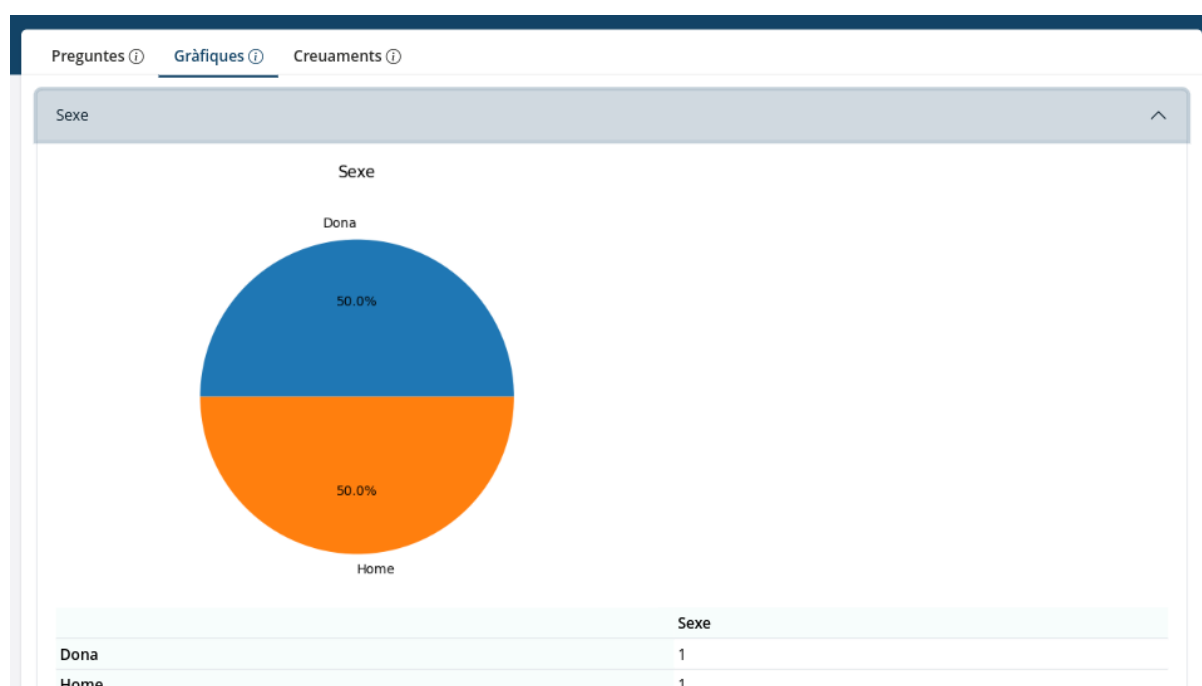 Preguntes Gràfiques Creuaments
Sexe
Sexe
Dona
50.0%
50.0%
Home
Sexe
Dona 1
Home 1